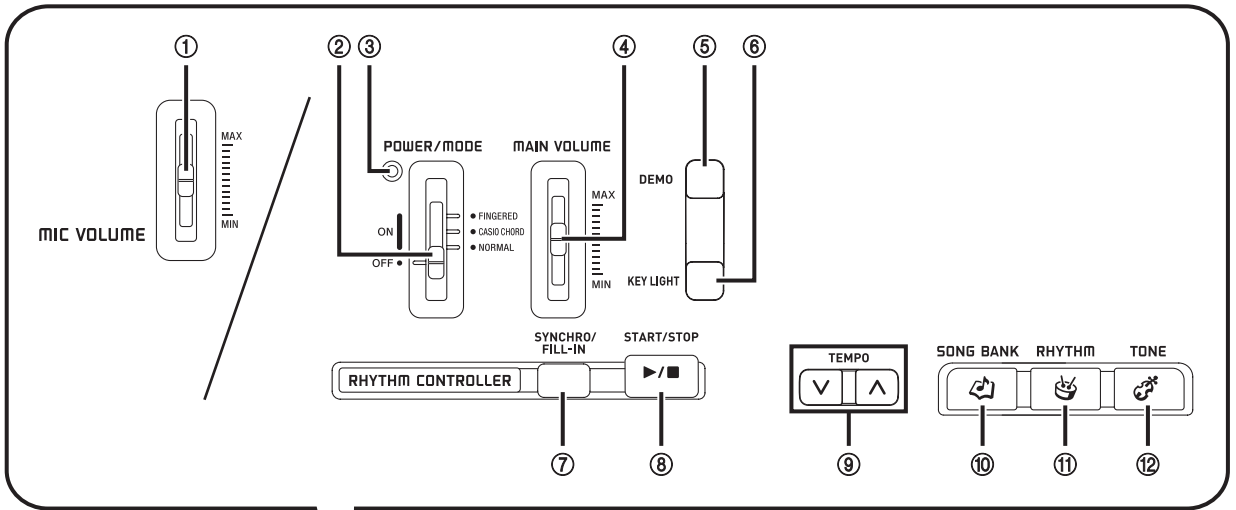 ① ② ③ ④ ⑤ ⑥
POWER/MODE MAIN VOLUME
MAX
MIN
MIC VOLUME
ON
OFF •
• FINGERED
• CASIO CHORD
• NORMAL
MAX
MIN
DEMO
KEY LIGHT
SYNCHRO/
FILL-IN
START/STOP
RHYTHM CONTROLLER
▶/■
TEMPO
∨ ∧
SONG BANK RHYTHM TONE
⑦ ⑧ ⑨ ⑩ ⑪ ⑫